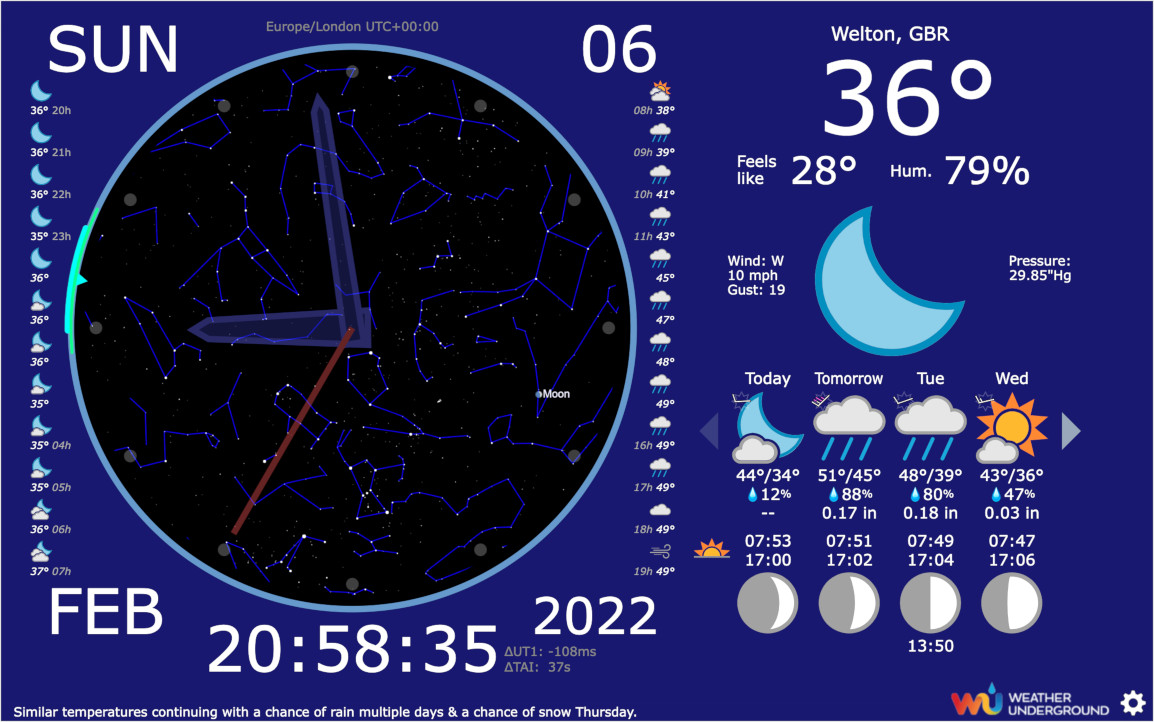 Europe/London UTC+00:00
SUN
06
36° 20h
36° 21h
36° 22h
35° 23h
36°
36°
36°
35°
35° 04h
35° 05h
36° 06h
37° 07h
08h 38°
09h 39°
10h 41°
11h 43°
45°
47°
48°
49°
16h 49°
17h 49°
18h 49°
19h 49°
Moon
FEB
2022
20:58:35
ΔUT1: -108ms
ΔTAI: 37s
Welton, GBR
36°
Feels
like
28°
Hum. 79%
Wind: W
10 mph
Gust: 19
Pressure:
29.85"Hg
Today Tomorrow Tue Wed
44°/34° 51°/45° 48°/39° 43°/36°
12% 88% 80% 47%
-- 0.17 in 0.18 in 0.03 in
07:53 07:51 07:49 07:47
17:00 17:02 17:04 17:06
13:50
Similar temperatures continuing with a chance of rain multiple days & a chance of snow Thursday.
WU WEATHER
UNDERGROUND